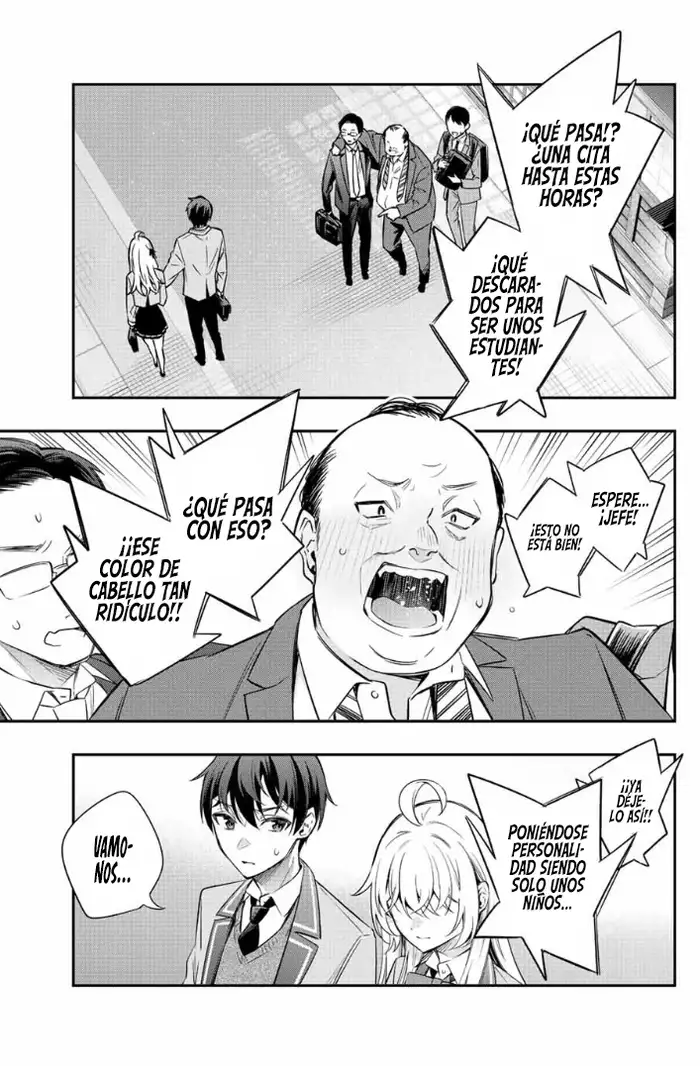 ¡QUÉ PASA!?
¿UNA CITA
HASTA ESTAS
HORAS?
¡QUÉ
DESCARA-
DOS PARA
SER UNOS
ESTUDIAN-
TES!
ESPERE...
¡JEFE!
¡ESTO NO
ESTÁ BIEN!
¿QUÉ PASA
CON ESO?
¡¡ESE
COLOR DE
CABELLO TAN
RIDÍCULO!!
¡¡YA
DÉJE-
LO ASÍ!!
PONIÉNDOSE
PERSONALI-
DAD SIENDO
SOLO UNOS
NIÑOS...
VAMO-
NOS...